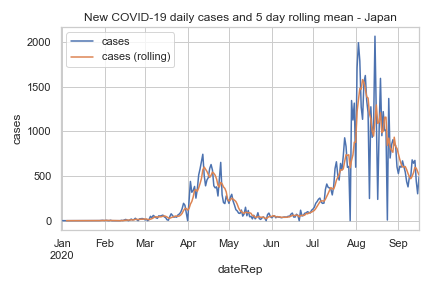 New COVID-19 daily cases and 5 day rolling mean - Japan
cases
cases (rolling)
cases
2000
1500
1000
500
0
Jan Feb Mar Apr May Jun Jul Aug Sep
2020
dateRep